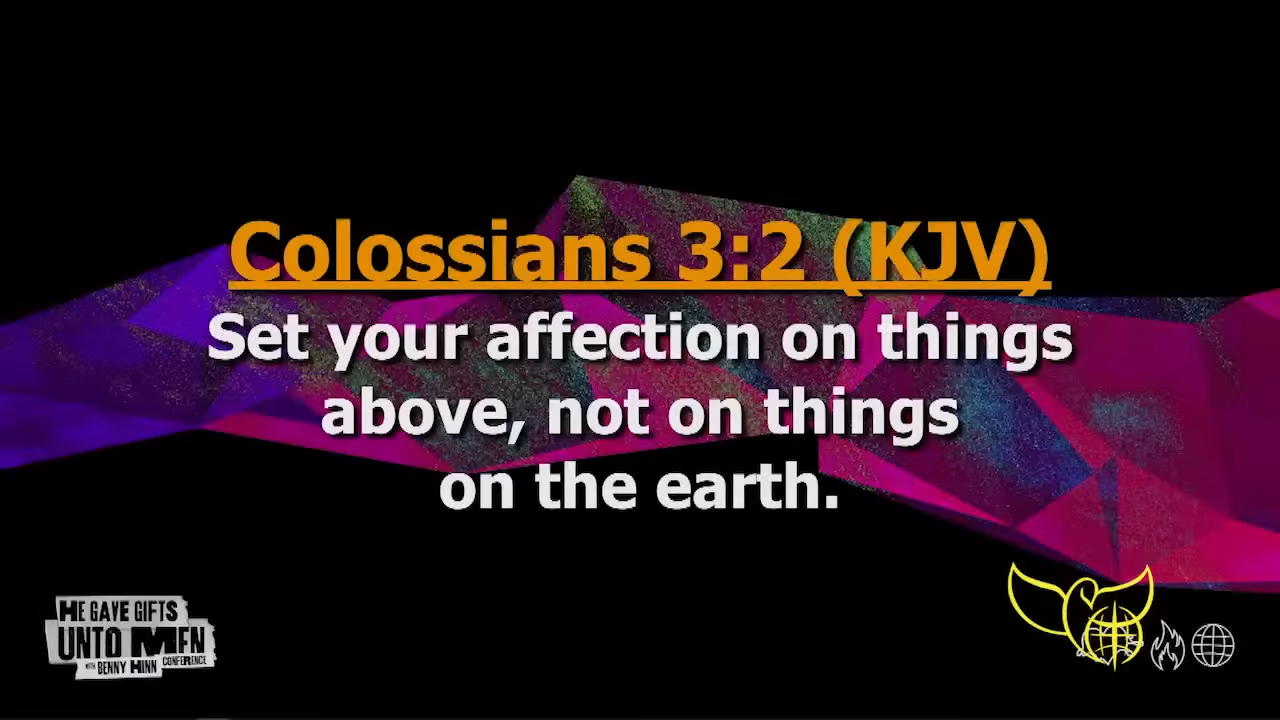 Colossians 3:2 (KJV)
Set your affection on things
above, not on things
on the earth.
HE GAVE GIFTS
UNTO MEN
WITH BENNY HINN CONFERENCE